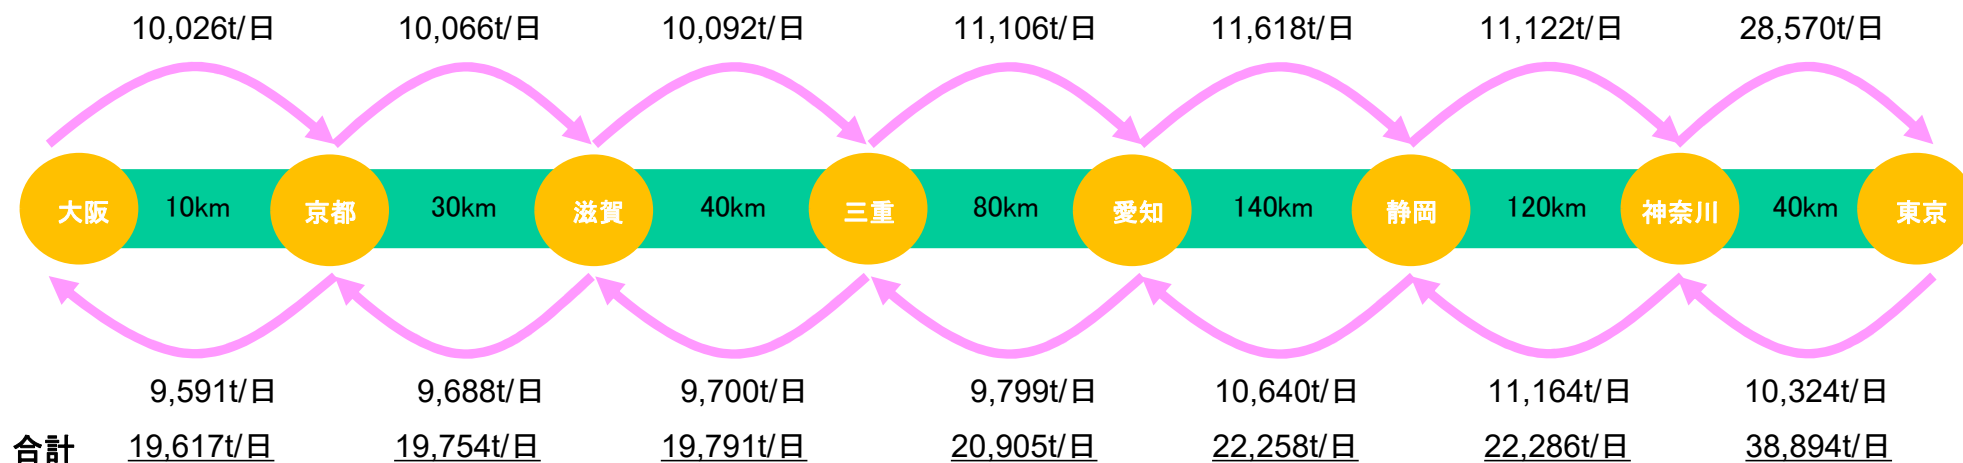 10,026t/日 10,066t/日 10,092t/日 11,106t/日 11,618t/日 11,122t/日 28,570t/日
大阪 10km 京都 30km 滋賀 40km 三重 80km 愛知 140km 静岡 120km 神奈川 40km 東京
9,591t/日 9,688t/日 9,700t/日 9,799t/日 10,640t/日 11,164t/日 10,324t/日
合計 19,617t/日 19,754t/日 19,791t/日 20,905t/日 22,258t/日 22,286t/日 38,894t/日